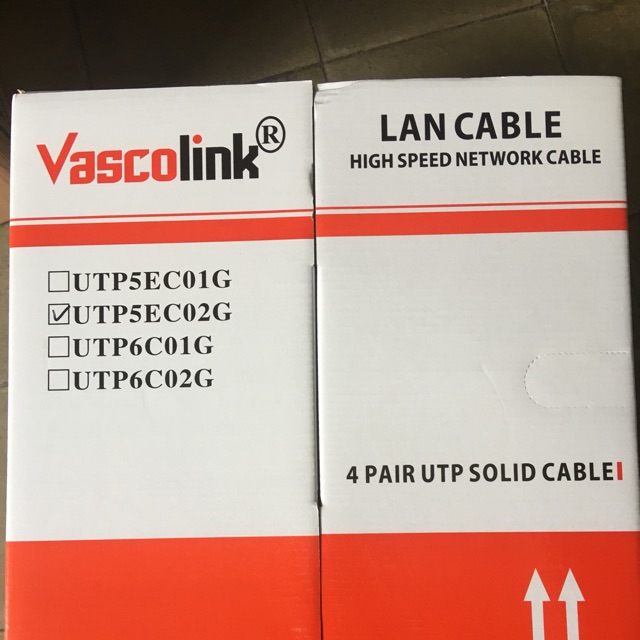 Vascolink®
UTP5EC01G
UTP5EC02G
UTP6C01G
UTP6C02G
LAN CABLE
HIGH SPEED NETWORK CABLE
4 PAIR UTP SOLID CABLE